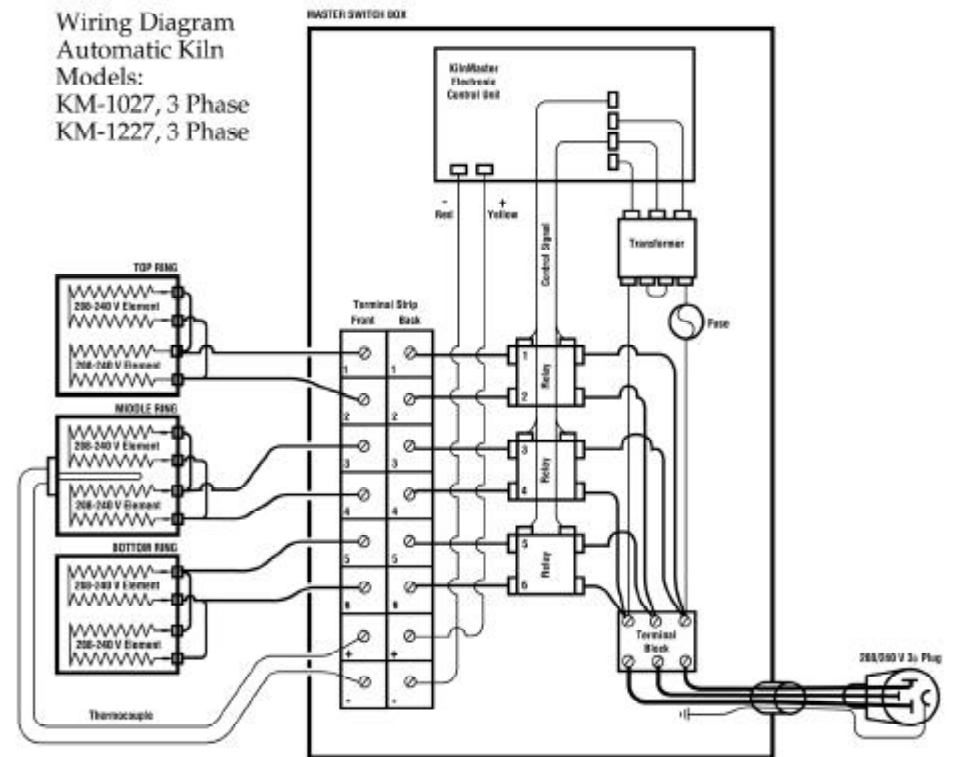 Wiring Diagram
Automatic Kiln
Models:
KM-1027, 3 Phase
KM-1227, 3 Phase
MASTER SWITCH BOX
KilnMaster
Electronic
Control Unit
-
Red
+
Yellow
Control Signal
Transformer
Fuse
TOP RING
208-240 V Element
208-240 V Element
MIDDLE RING
208-240 V Element
208-240 V Element
BOTTOM RING
208-240 V Element
208-240 V Element
Thermocouple
Terminal Strip
Front Back
1 1
2 2
3 3
4 4
5 5
6 6
+ +
- -
1
2
Relay
3
4
Relay
5
6
Relay
Terminal
Block
208/240 V 3ø Plug